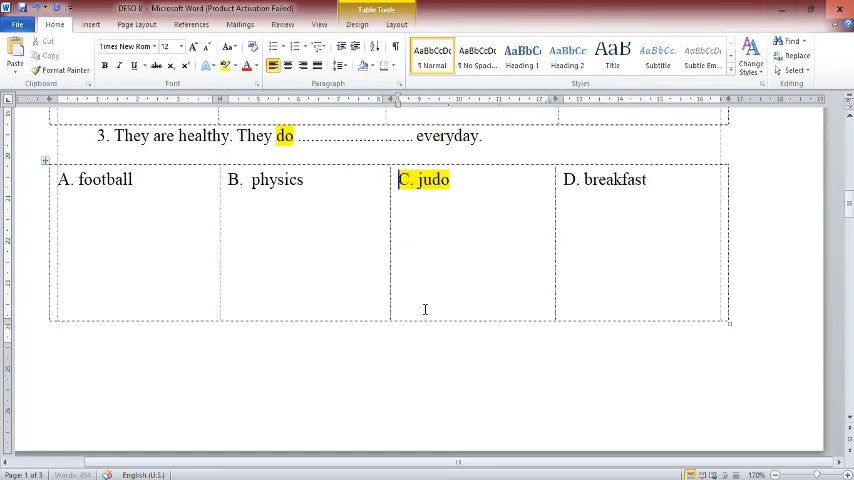 DESO 8 - Microsoft Word (Product Activation Failed)
Table Tools
File Home Insert Page Layout References Mailings Review View Design Layout
Cut
Copy
Format Painter
Paste
Clipboard
Times New Rom 12
Font
Paragraph
AaBbCcDc AaBbCcDc AaBbCc AaBbCc AaB AaBbCc. AaBbCcDc
¶ Normal ¶ No Spaci... Heading 1 Heading 2 Title Subtitle Subtle Em...
Change Styles
Styles
Find
Replace
Select
Editing
3. They are healthy. They do .......................... everyday.
A. football B. physics C. judo D. breakfast
Page: 1 of 3 Words: 454 English (U.S.) 170%